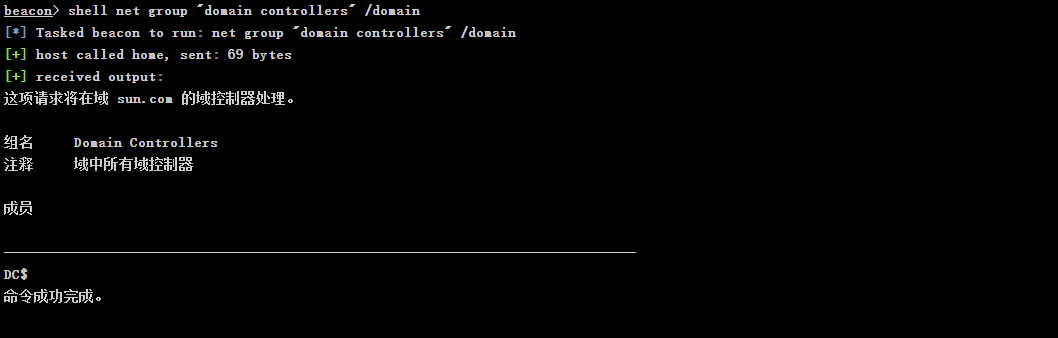 beacon> shell net group "domain controllers" /domain
[*] Tasked beacon to run: net group "domain controllers" /domain
[+] host called home, sent: 69 bytes
[+] received output:
这项请求将在域 sun.com 的域控制器处理。
组名 Domain Controllers
注释 域中所有域控制器
成员
-------------------------------------------------------------------------------
DC$
命令成功完成。